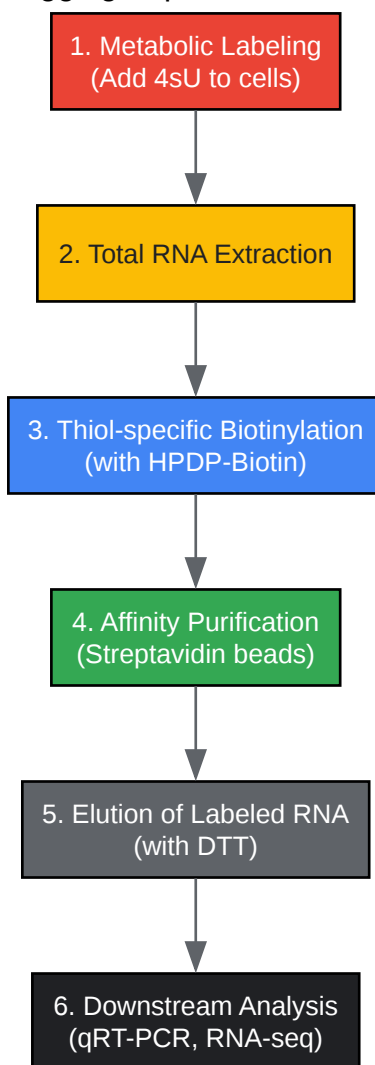 1. Metabolic Labeling
(Add 4sU to cells)
2. Total RNA Extraction
3. Thiol-specific Biotinylation
(with HPDP-Biotin)
4. Affinity Purification
(Streptavidin beads)
5. Elution of Labeled RNA
(with DTT)
6. Downstream Analysis
(qRT-PCR, RNA-seq)